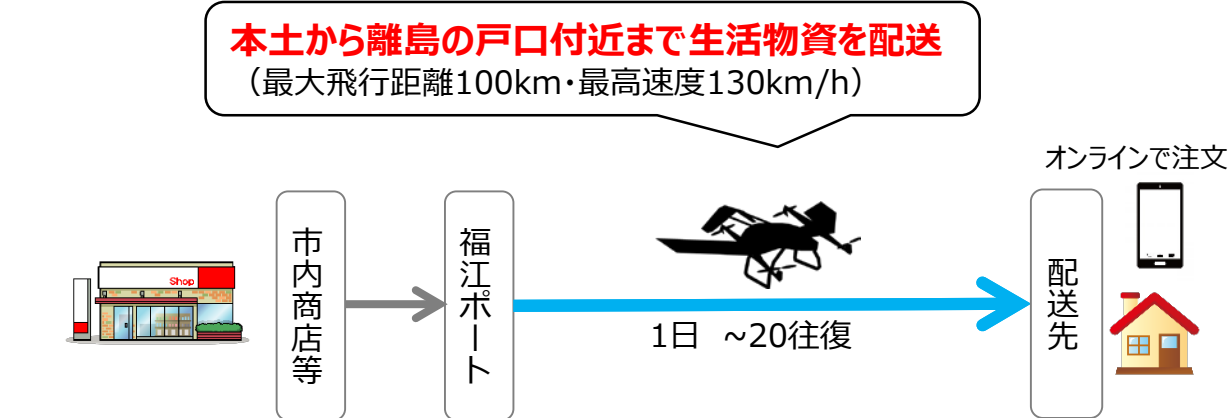 本土から離島の戸口付近まで生活物資を配送
（最大飛行距離100km・最高速度130km/h）
オンラインで注文
Shop
市内商店等
福江ポート
1日 ~20往復
配送先